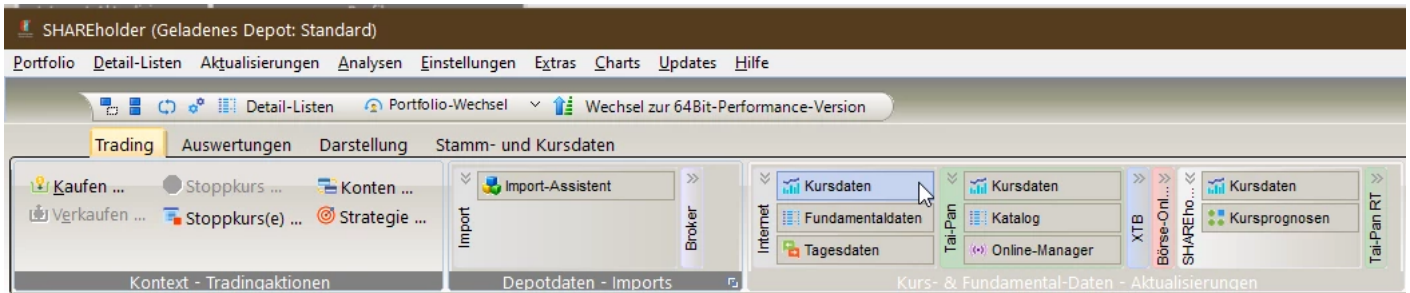 SHAREholder (Geladenes Depot: Standard)
Portfolio Detail-Listen Aktualisierungen Analysen Einstellungen Extras Charts Updates Hilfe
Detail-Listen Portfolio-Wechsel Wechsel zur 64Bit-Performance-Version
Trading Auswertungen Darstellung Stamm- und Kursdaten
Kaufen ... Stoppkurs ... Konten ...
Verkaufen ... Stoppkurs(e) ... Strategie ...
Kontext - Tradingaktionen
Import
Import-Assistent
Broker
Depotdaten - Imports
Internet
Kursdaten
Fundamentaldaten
Tagesdaten
Tai-Pan
Kursdaten
Katalog
Online-Manager
XTB
Börse-Onl...
SHAREho...
Kursdaten
Kursprognosen
Tai-Pan RT
Kurs- & Fundamental-Daten - Aktualisierungen